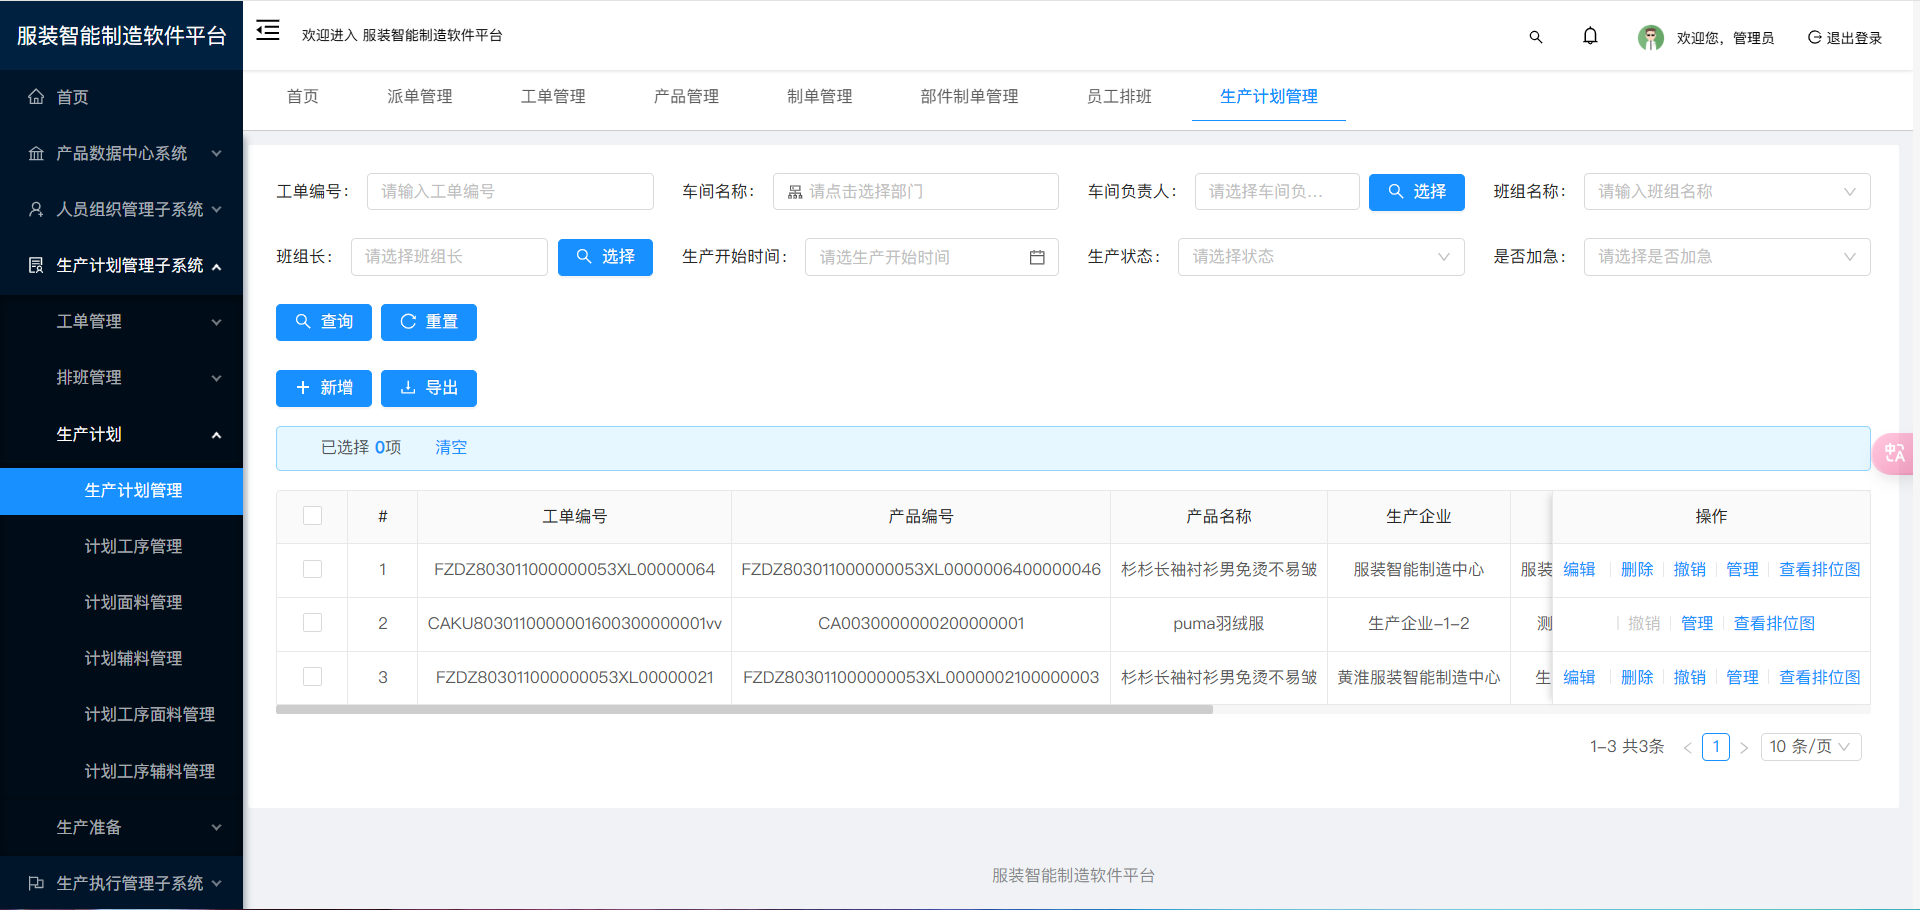 服装智能制造软件平台
欢迎进入 服装智能制造软件平台
欢迎您，管理员
退出登录
首页
产品数据中心系统
人员组织管理子系统
生产计划管理子系统
工单管理
排班管理
生产计划
生产计划管理
计划工序管理
计划面料管理
计划辅料管理
计划工序面料管理
计划工序辅料管理
生产准备
生产执行管理子系统
首页 派单管理 工单管理 产品管理 制单管理 部件制单管理 员工排班 生产计划管理
工单编号： 请输入工单编号 车间名称： 请点击选择部门 车间负责人： 请选择车间负... 选择 班组名称： 请输入班组名称
班组长： 请选择班组长 选择 生产开始时间： 请选生产开始时间 生产状态： 请选择状态 是否加急： 请选择是否加急
查询 重置
新增 导出
已选择 0项 清空
# 工单编号 产品编号 产品名称 生产企业 操作
1 FZDZ803011000000053XL00000064 FZDZ803011000000053XL0000006400000046 杉杉长袖衬衫男免烫不易皱 服装智能制造中心 服装 编辑 删除 撤销 管理 查看排位图
2 CAKU8030110000001600300000001vv CA0030000000200000001 puma羽绒服 生产企业-1-2 测 撤销 管理 查看排位图
3 FZDZ803011000000053XL00000021 FZDZ803011000000053XL0000002100000003 杉杉长袖衬衫男免烫不易皱 黄淮服装智能制造中心 生 编辑 删除 撤销 管理 查看排位图
1-3 共3条 < 1 > 10 条/页
服装智能制造软件平台